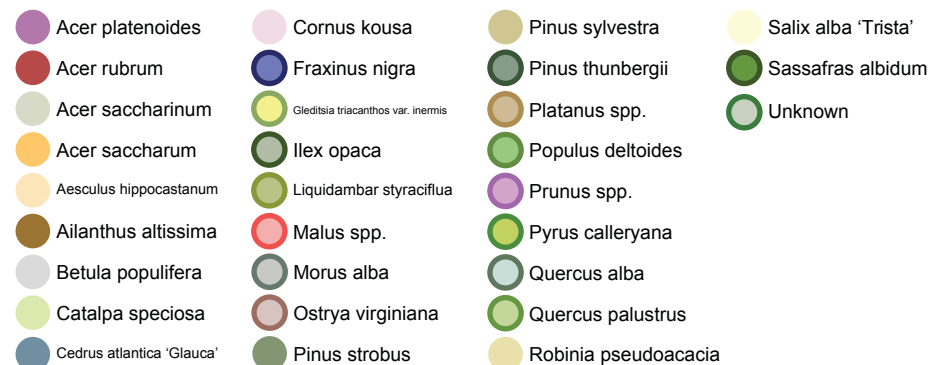 Acer platenoides
Acer rubrum
Acer saccharinum
Acer saccharum
Aesculus hippocastanum
Ailanthus altissima
Betula populifera
Catalpa speciosa
Cedrus atlantica ‘Glauca’
Cornus kousa
Fraxinus nigra
Gleditsia triacanthos var. inermis
Ilex opaca
Liquidambar styraciflua
Malus spp.
Morus alba
Ostrya virginiana
Pinus strobus
Pinus sylvestra
Pinus thunbergii
Platanus spp.
Populus deltoides
Prunus spp.
Pyrus calleryana
Quercus alba
Quercus palustrus
Robinia pseudoacacia
Salix alba ‘Trista’
Sassafras albidum
Unknown